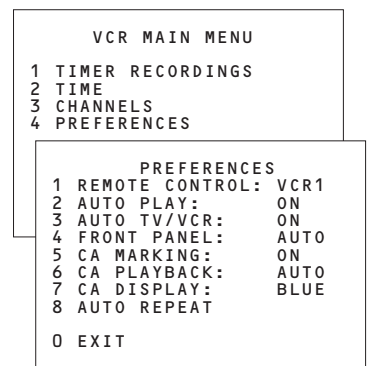 VCR MAIN MENU
1 TIMER RECORDINGS
2 TIME
3 CHANNELS
4 PREFERENCES
PREFERENCES
1 REMOTE CONTROL: VCR1
2 AUTO PLAY: ON
3 AUTO TV/VCR: ON
4 FRONT PANEL: AUTO
5 CA MARKING: ON
6 CA PLAYBACK: AUTO
7 CA DISPLAY: BLUE
8 AUTO REPEAT
0 EXIT